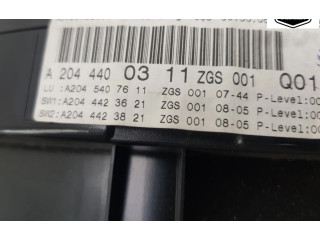 A 204 440 03 11 ZGS 001 Q01
LU :A204 540 76 11 ZGS 001 07-44 P-Level:00
SW1:A204 442 36 21 ZGS 001 08-05 P-Level:00
SW2:A204 442 38 21 ZGS 001 08-05 P-Level:00